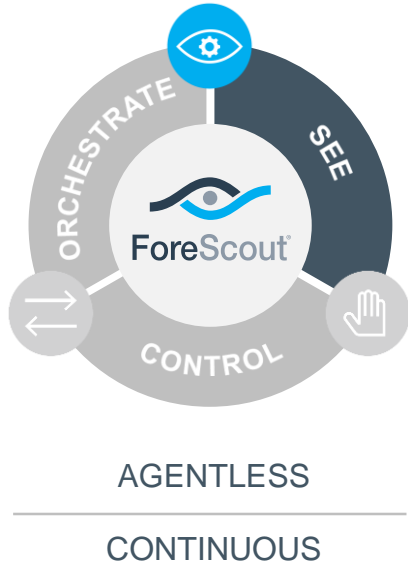 ORCHESTRATE
SEE
ForeScout
CONTROL
AGENTLESS
CONTINUOUS